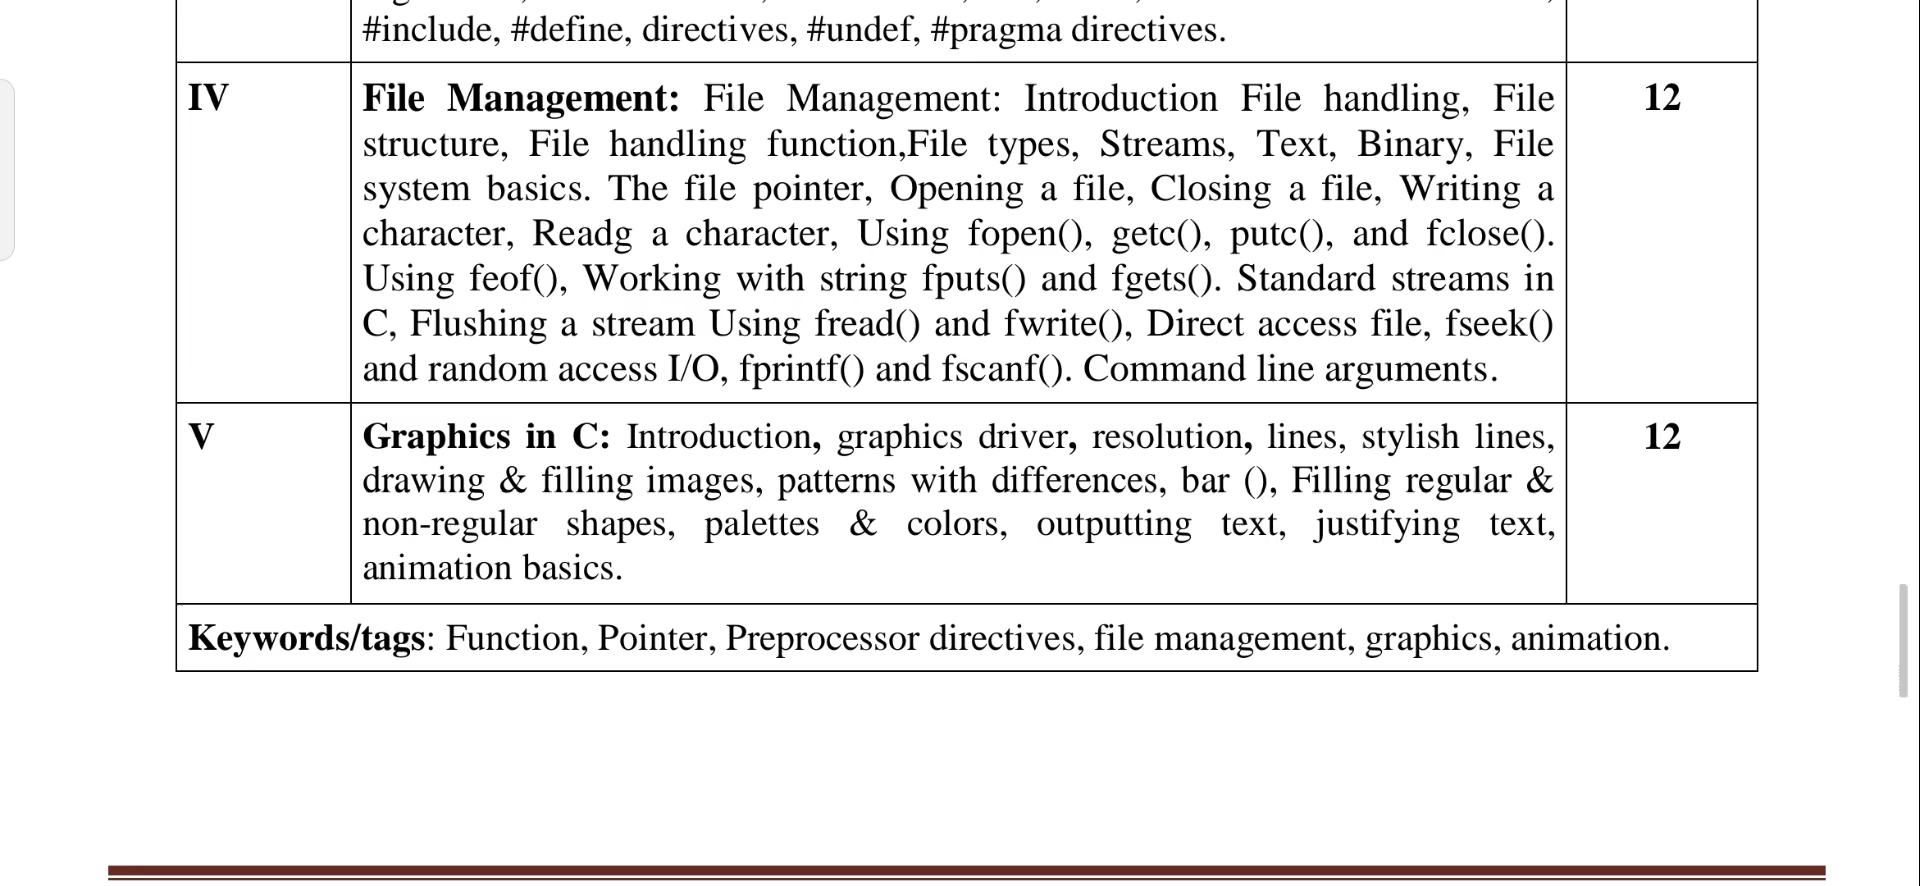 #include, #define, directives, #undef, #pragma directives.
IV
File Management: File Management: Introduction File handling, File
structure, File handling function,File types, Streams, Text, Binary, File
system basics. The file pointer, Opening a file, Closing a file, Writing a
character, Readg a character, Using fopen(), getc(), putc(), and fclose().
Using feof(), Working with string fputs() and fgets(). Standard streams in
C, Flushing a stream Using fread() and fwrite(), Direct access file, fseek()
and random access I/O, fprintf() and fscanf(). Command line arguments.
12
V
Graphics in C: Introduction, graphics driver, resolution, lines, stylish lines,
drawing & filling images, patterns with differences, bar (), Filling regular &
non-regular shapes, palettes & colors, outputting text, justifying text,
animation basics.
12
Keywords/tags: Function, Pointer, Preprocessor directives, file management, graphics, animation.